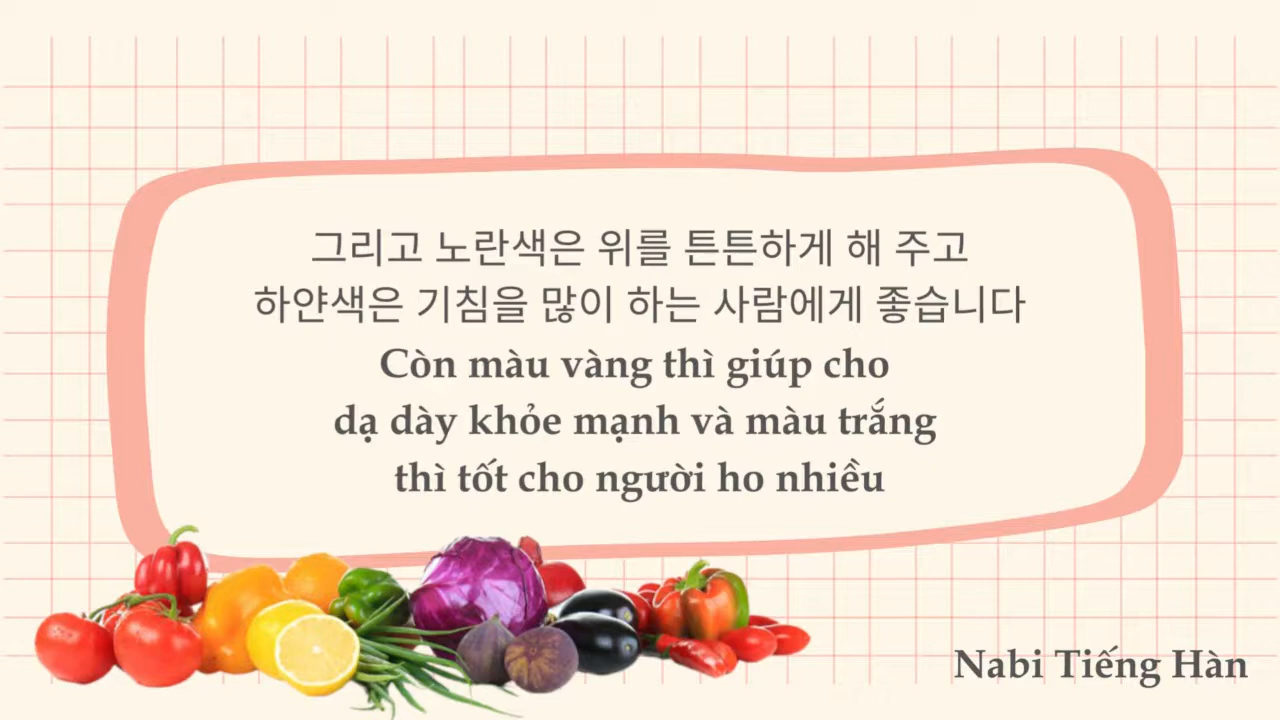 그리고 노란색은 위를 튼튼하게 해 주고
하얀색은 기침을 많이 하는 사람에게 좋습니다
Còn màu vàng thì giúp cho
dạ dày khỏe mạnh và màu trắng
thì tốt cho người ho nhiều
Nabi Tiếng Hàn